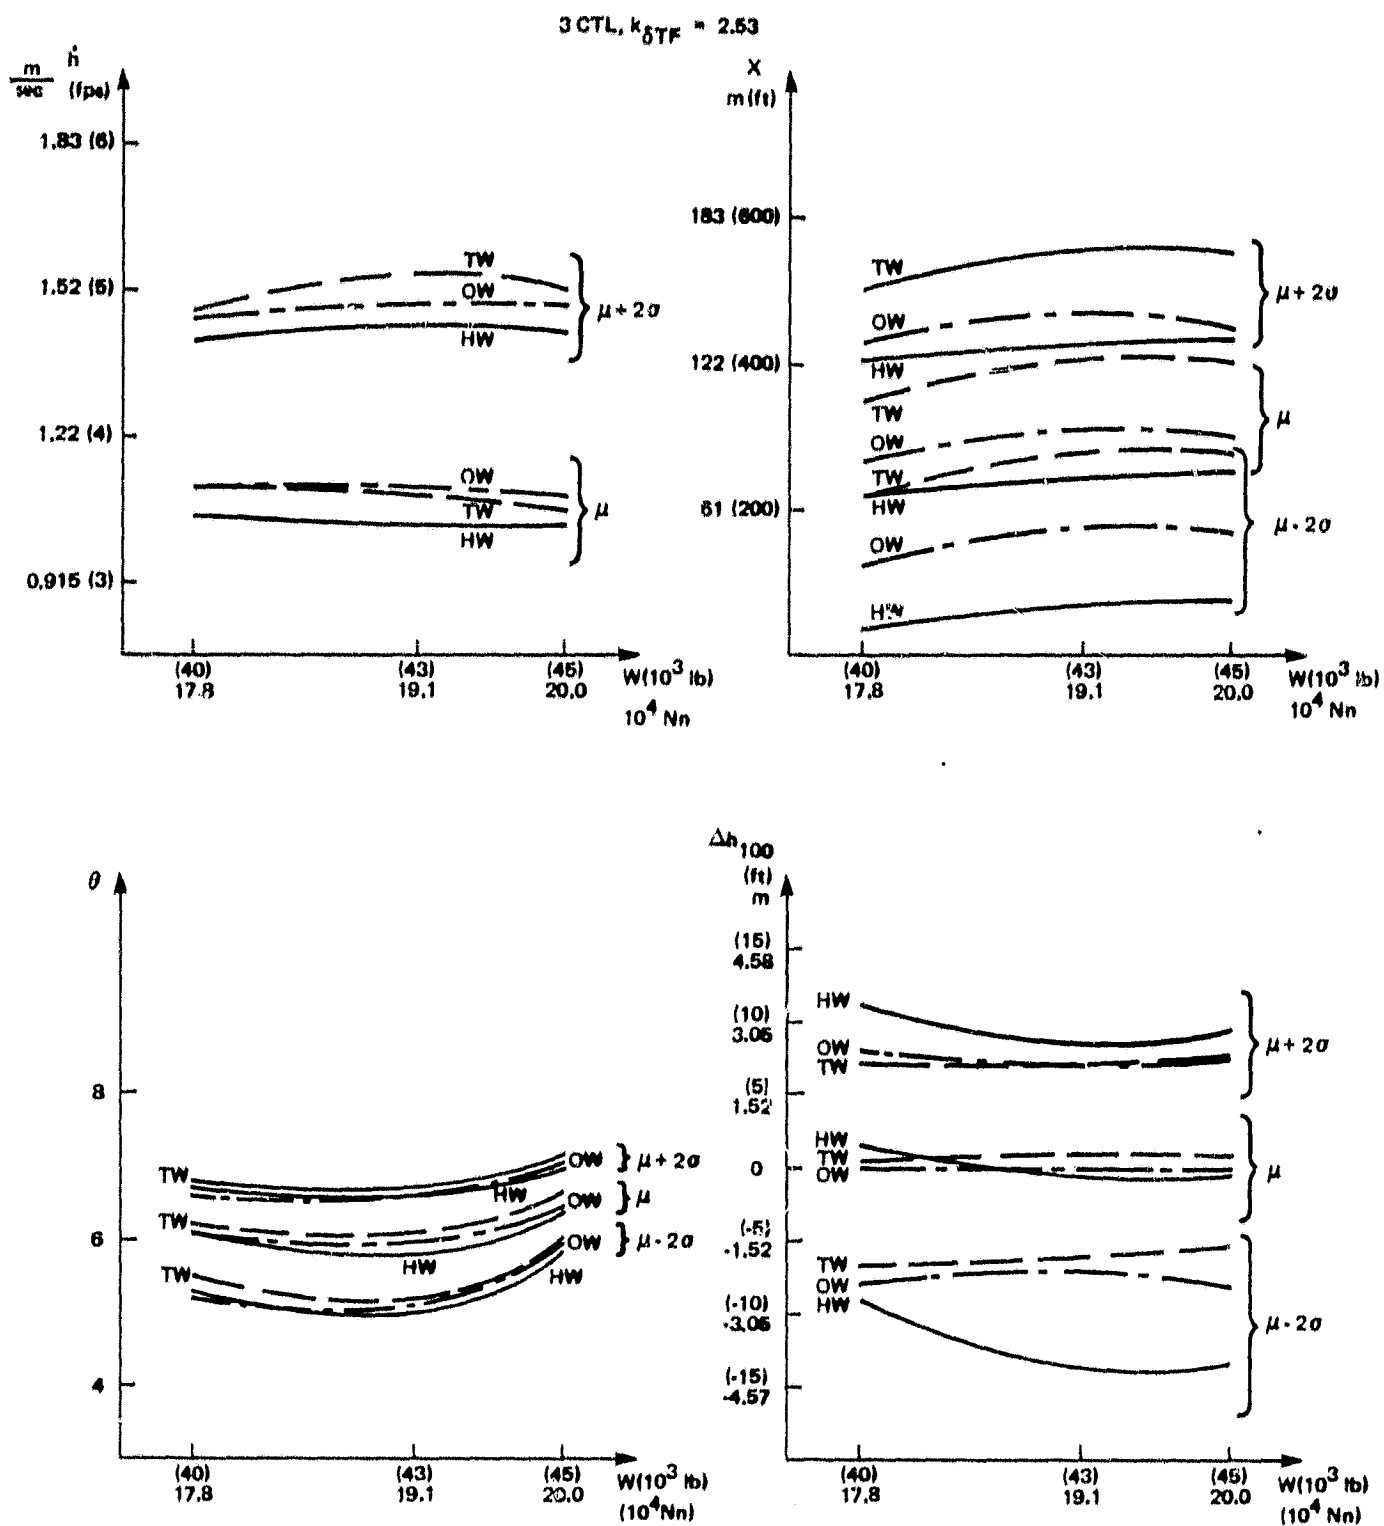 3 CTL, kδTF = 2.53
ḣ
m/sec (fps)
1.83 (6)
1.52 (5)
1.22 (4)
0.915 (3)
TW
OW
HW
μ + 2σ
OW
TW
HW
μ
(40) (43) (45)
17.8 19.1 20.0
W(10³ lb)
10⁴ Nn
X
m (ft)
183 (600)
122 (400)
61 (200)
TW
OW
HW
TW
OW
TW
HW
OW
HW
μ + 2σ
μ
μ - 2σ
(40) (43) (45)
17.8 19.1 20.0
W(10³ lb)
10⁴ Nn
θ
8
6
4
TW
OW
HW
μ + 2σ
TW
OW
HW
μ
TW
OW
HW
μ - 2σ
(40) (43) (45)
17.8 19.1 20.0
W(10³ lb)
(10⁴ Nn)
Δh100
(ft)
m
(15)
4.58
(10)
3.06
(5)
1.52
0
(-5)
-1.52
(-10)
-3.06
(-15)
-4.57
HW
OW
TW
μ + 2σ
HW
TW
OW
μ
TW
OW
HW
μ - 2σ
(40) (43) (45)
17.8 19.1 20.0
W(10³ lb)
(10⁴ Nn)